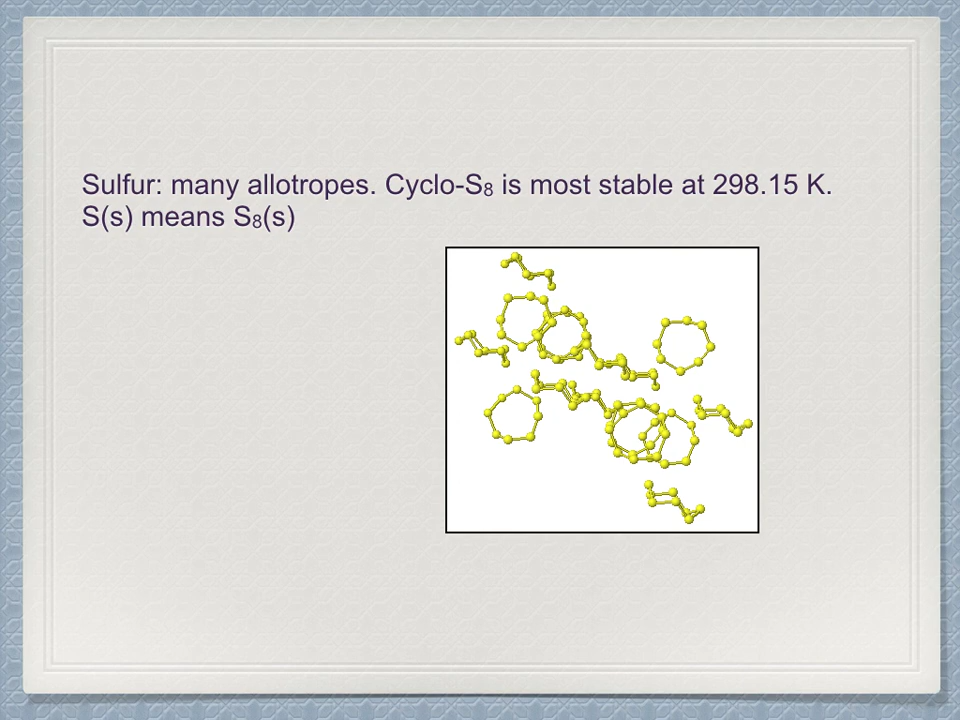 Sulfur: many allotropes. Cyclo-S₈ is most stable at 298.15 K.
S(s) means S₈(s)